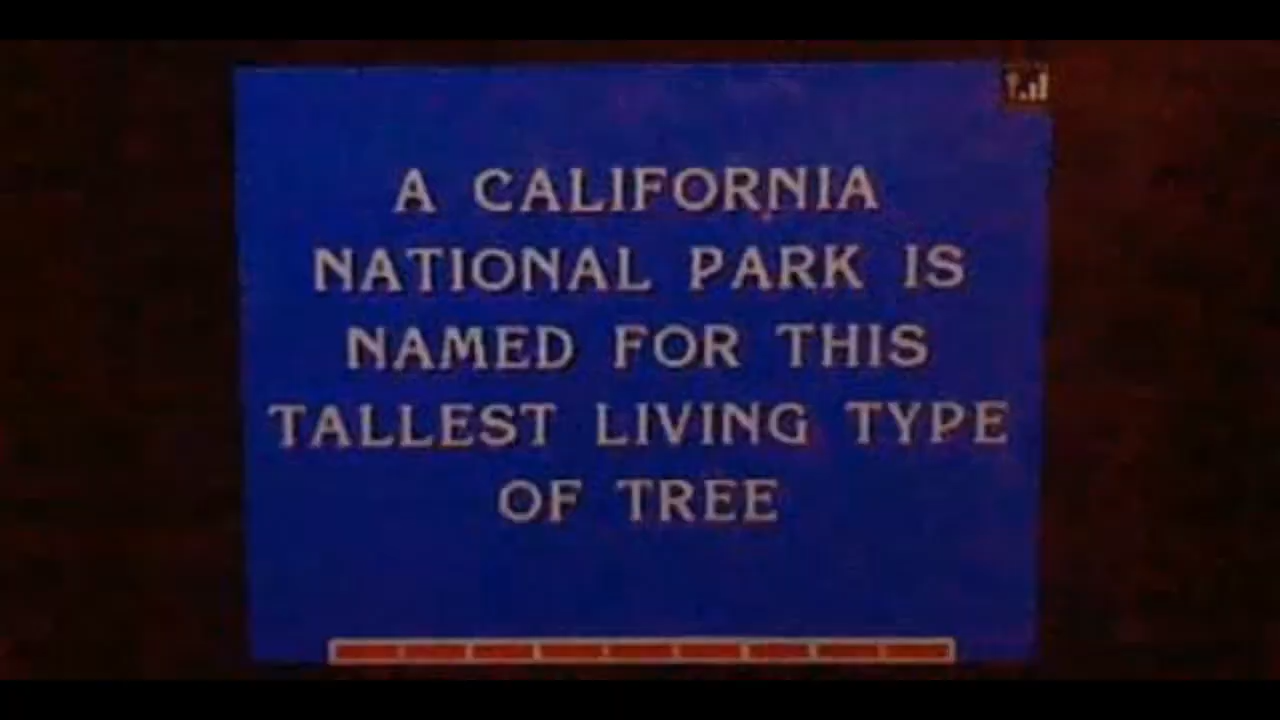 A CALIFORNIA
NATIONAL PARK IS
NAMED FOR THIS
TALLEST LIVING TYPE
OF TREE